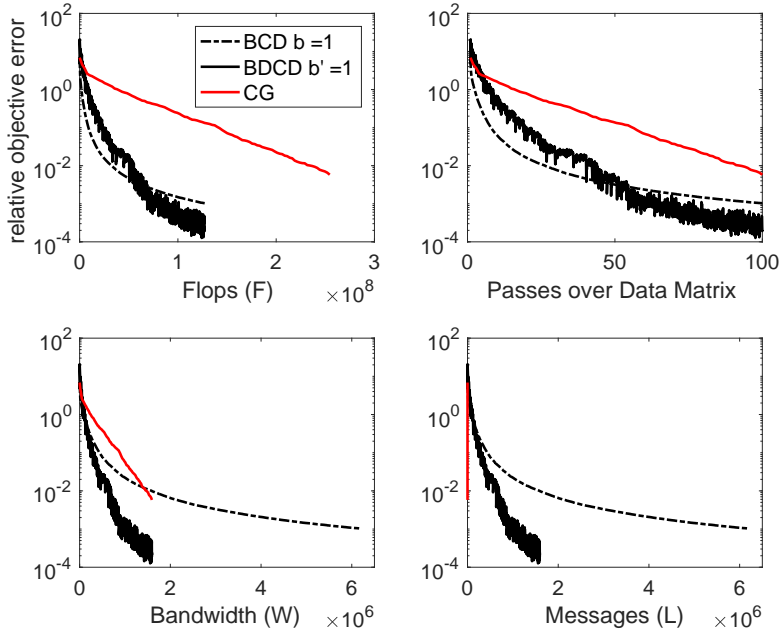 relative objective error
10^2
10^0
10^-2
10^-4
BCD b =1
BDCD b' =1
CG
0 1 2 3
Flops (F) ×10^8
10^2
10^0
10^-2
10^-4
0 50 100
Passes over Data Matrix
10^2
10^0
10^-2
10^-4
0 2 4 6
Bandwidth (W) ×10^6
10^2
10^0
10^-2
10^-4
0 2 4 6
Messages (L) ×10^6